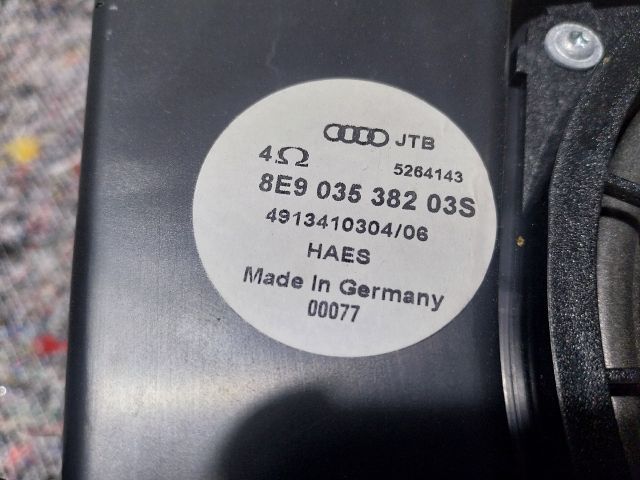 JTB
4Ω
5264143
8E9 035 382 03S
4913410304/06
HAES
Made In Germany
00077